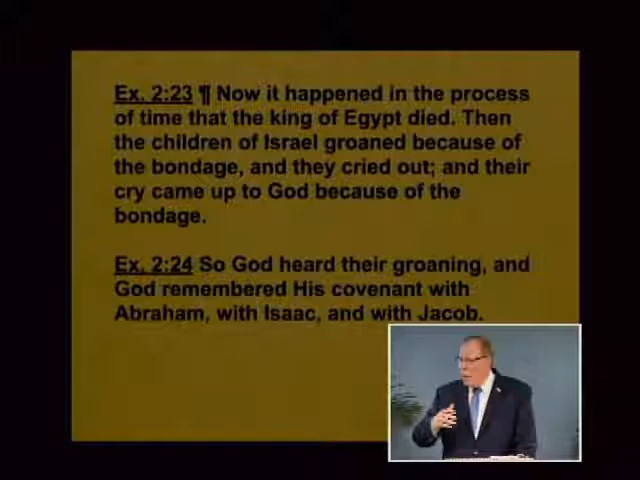 Ex. 2:23 ¶ Now it happened in the process
of time that the king of Egypt died. Then
the children of Israel groaned because of
the bondage, and they cried out; and their
cry came up to God because of the
bondage.
Ex. 2:24 So God heard their groaning, and
God remembered His covenant with
Abraham, with Isaac, and with Jacob.